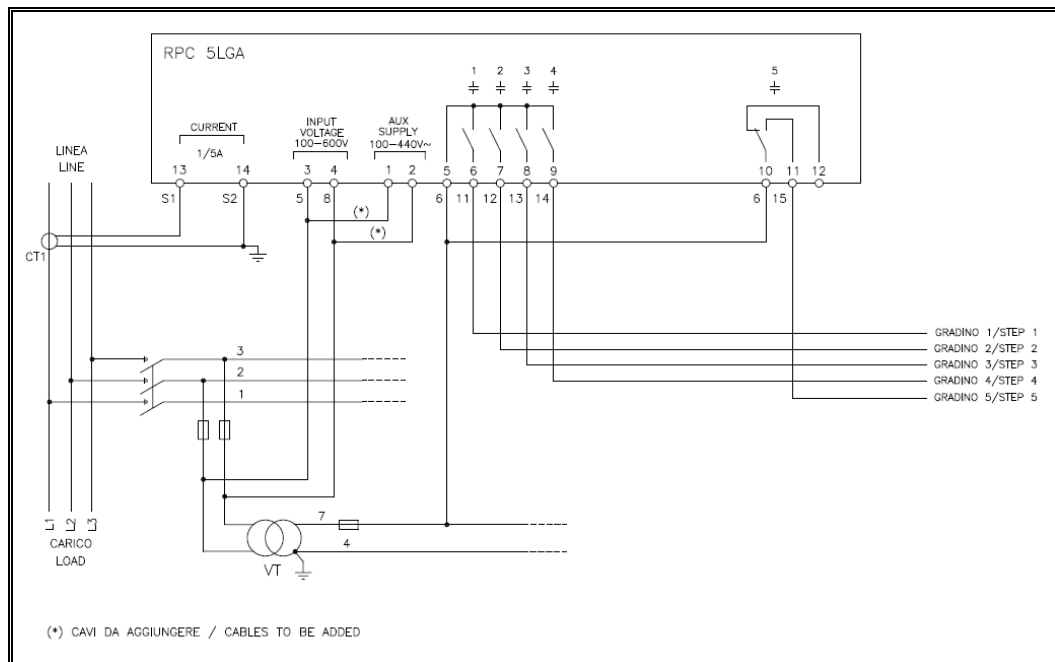 RPC 5LGA
1 2 3 4 5
CURRENT
1/5A
INPUT
VOLTAGE
100-600V
AUX
SUPPLY
100-440V~
LINEA
LINE
13 14 3 4 1 2 5 6 7 8 9 10 11 12
S1 S2 5 8 6 11 12 13 14 6 15
(*)
(*)
CT1
GRADINO 1/STEP 1
GRADINO 2/STEP 2
GRADINO 3/STEP 3
GRADINO 4/STEP 4
GRADINO 5/STEP 5
3
2
1
L1 L2 L3
CARICO
LOAD
7
4
VT
(*) CAVI DA AGGIUNGERE / CABLES TO BE ADDED